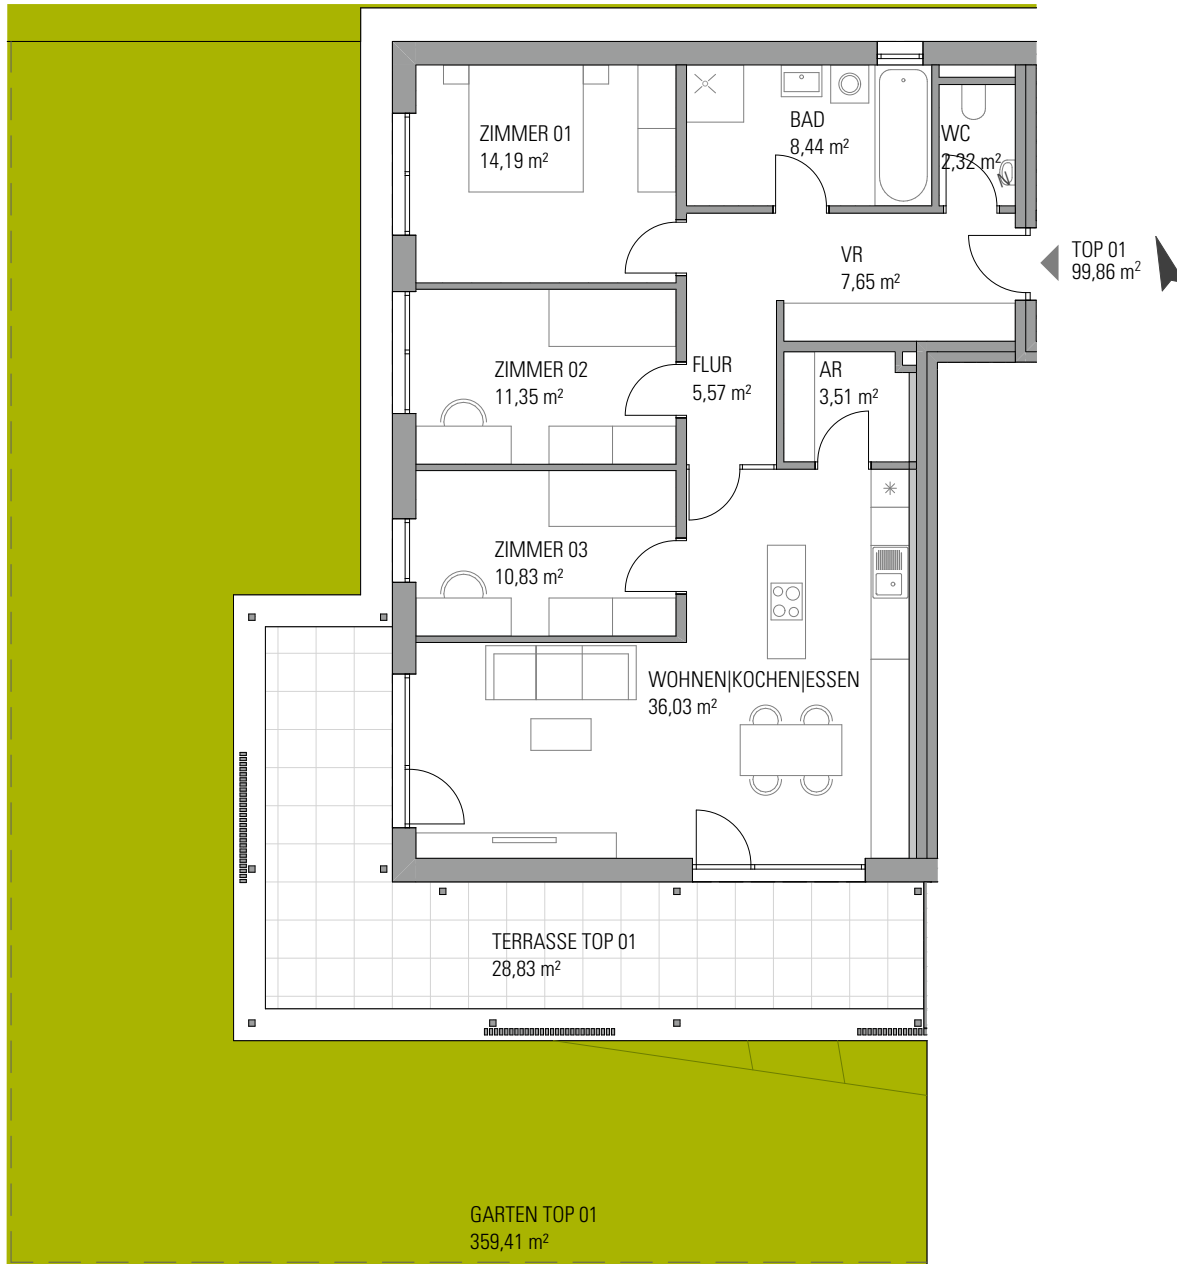 ZIMMER 01
14,19 m²
BAD
8,44 m²
WC
2,32 m²
VR
7,65 m²
TOP 01
99,86 m²
ZIMMER 02
11,35 m²
FLUR
5,57 m²
AR
3,51 m²
ZIMMER 03
10,83 m²
WOHNEN|KOCHEN|ESSEN
36,03 m²
TERRASSE TOP 01
28,83 m²
GARTEN TOP 01
359,41 m²